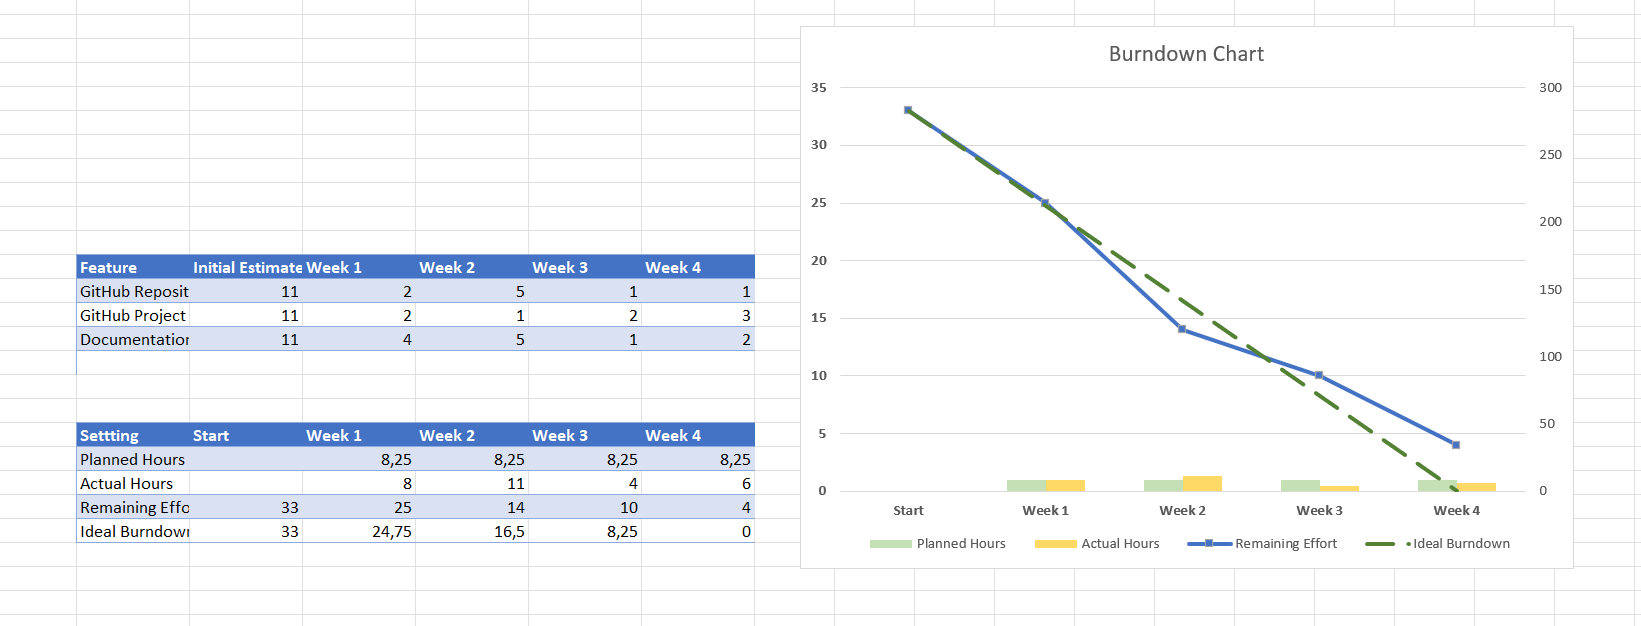 Feature Initial Estimate Week 1 Week 2 Week 3 Week 4
GitHub Reposit 11 2 5 1 1
GitHub Project 11 2 1 2 3
Documentation 11 4 5 1 2
Settting Start Week 1 Week 2 Week 3 Week 4
Planned Hours 8,25 8,25 8,25 8,25
Actual Hours 8 11 4 6
Remaining Effo 33 25 14 10 4
Ideal Burndown 33 24,75 16,5 8,25 0
Burndown Chart
35 300
30 250
25 200
20 150
15 100
10 50
5 0
0
Start Week 1 Week 2 Week 3 Week 4
Planned Hours Actual Hours Remaining Effort Ideal Burndown